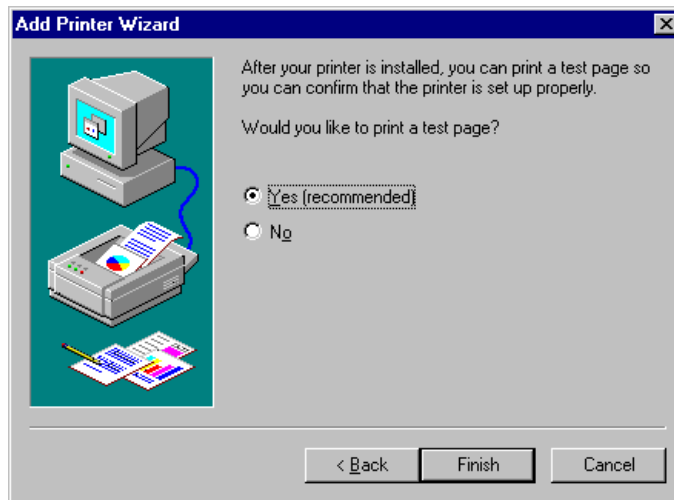 Add Printer Wizard
After your printer is installed, you can print a test page so
you can confirm that the printer is set up properly.
Would you like to print a test page?
Yes (recommended)
No
< Back
Finish
Cancel